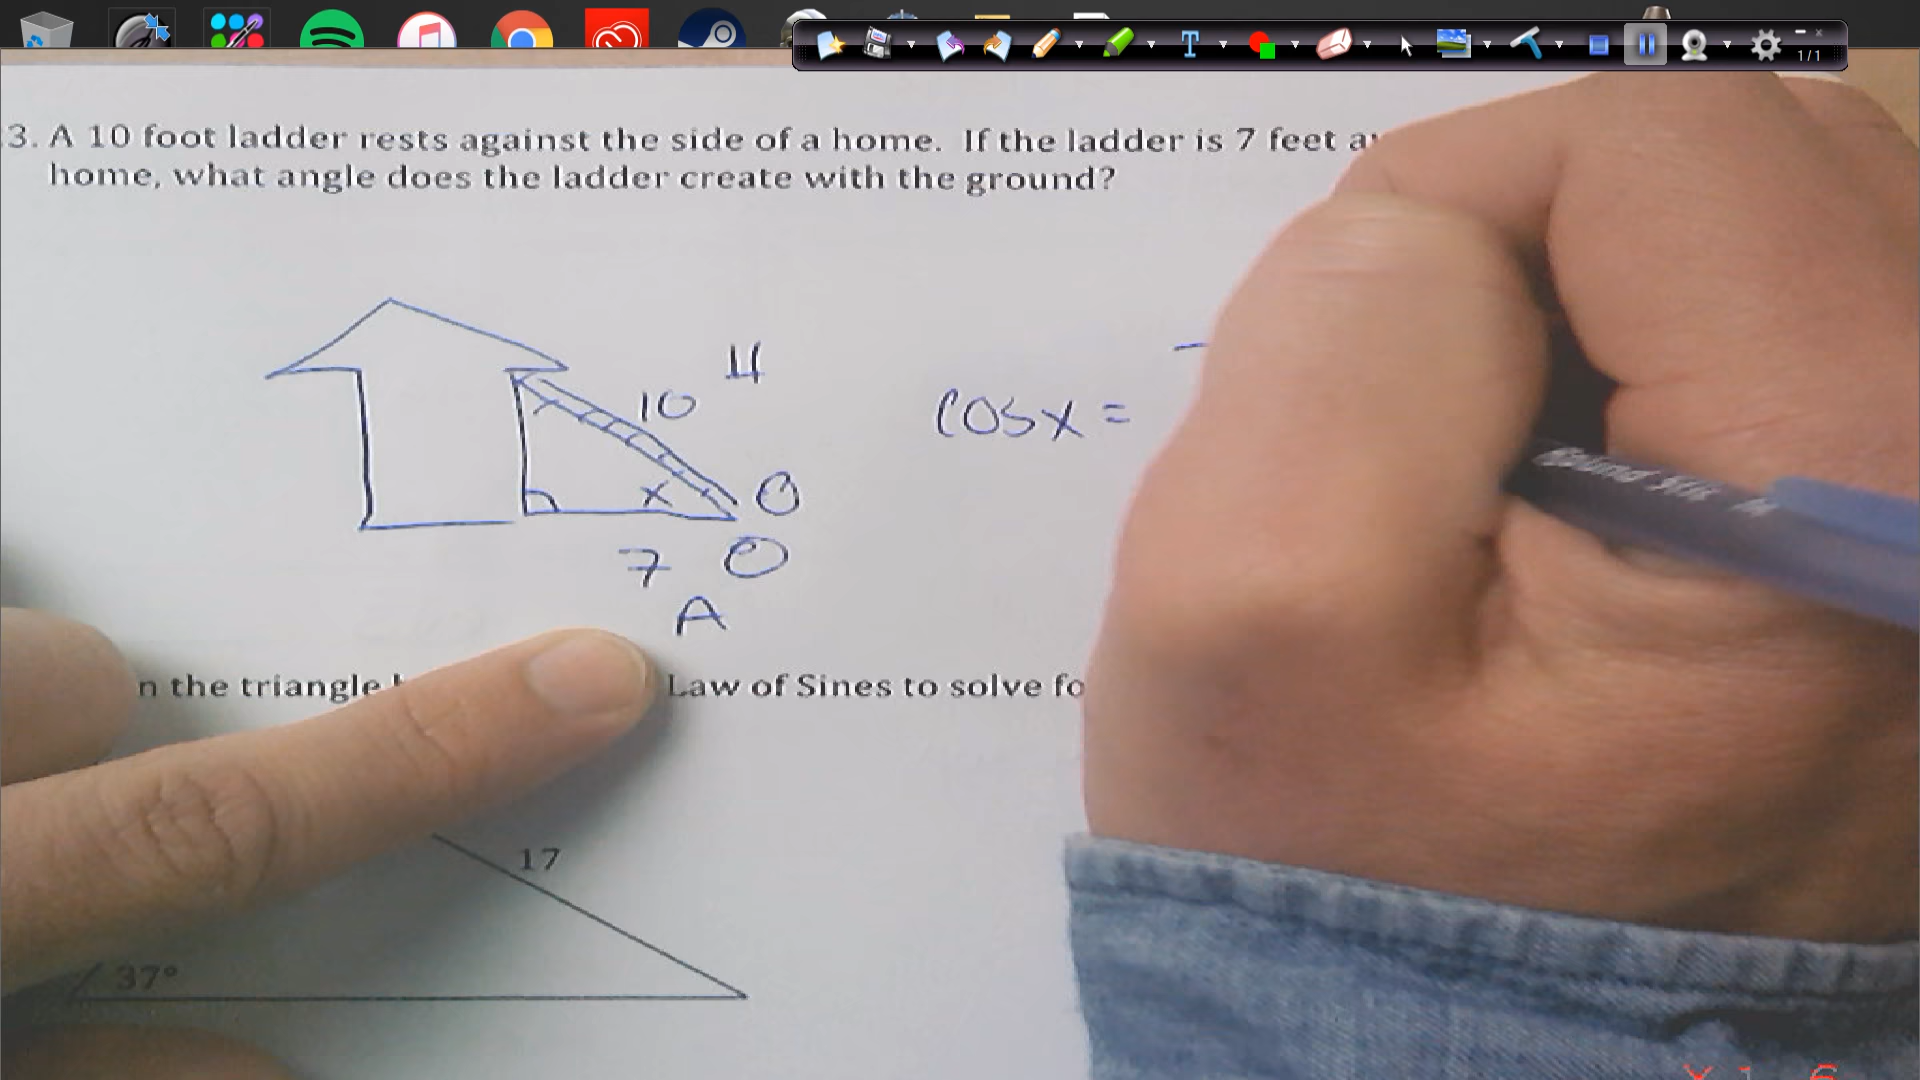 1/1
3. A 10 foot ladder rests against the side of a home. If the ladder is 7 feet
home, what angle does the ladder create with the ground?
H
10
cosx =
x
7
A
n the triangle
Law of Sines to solve
17
37°